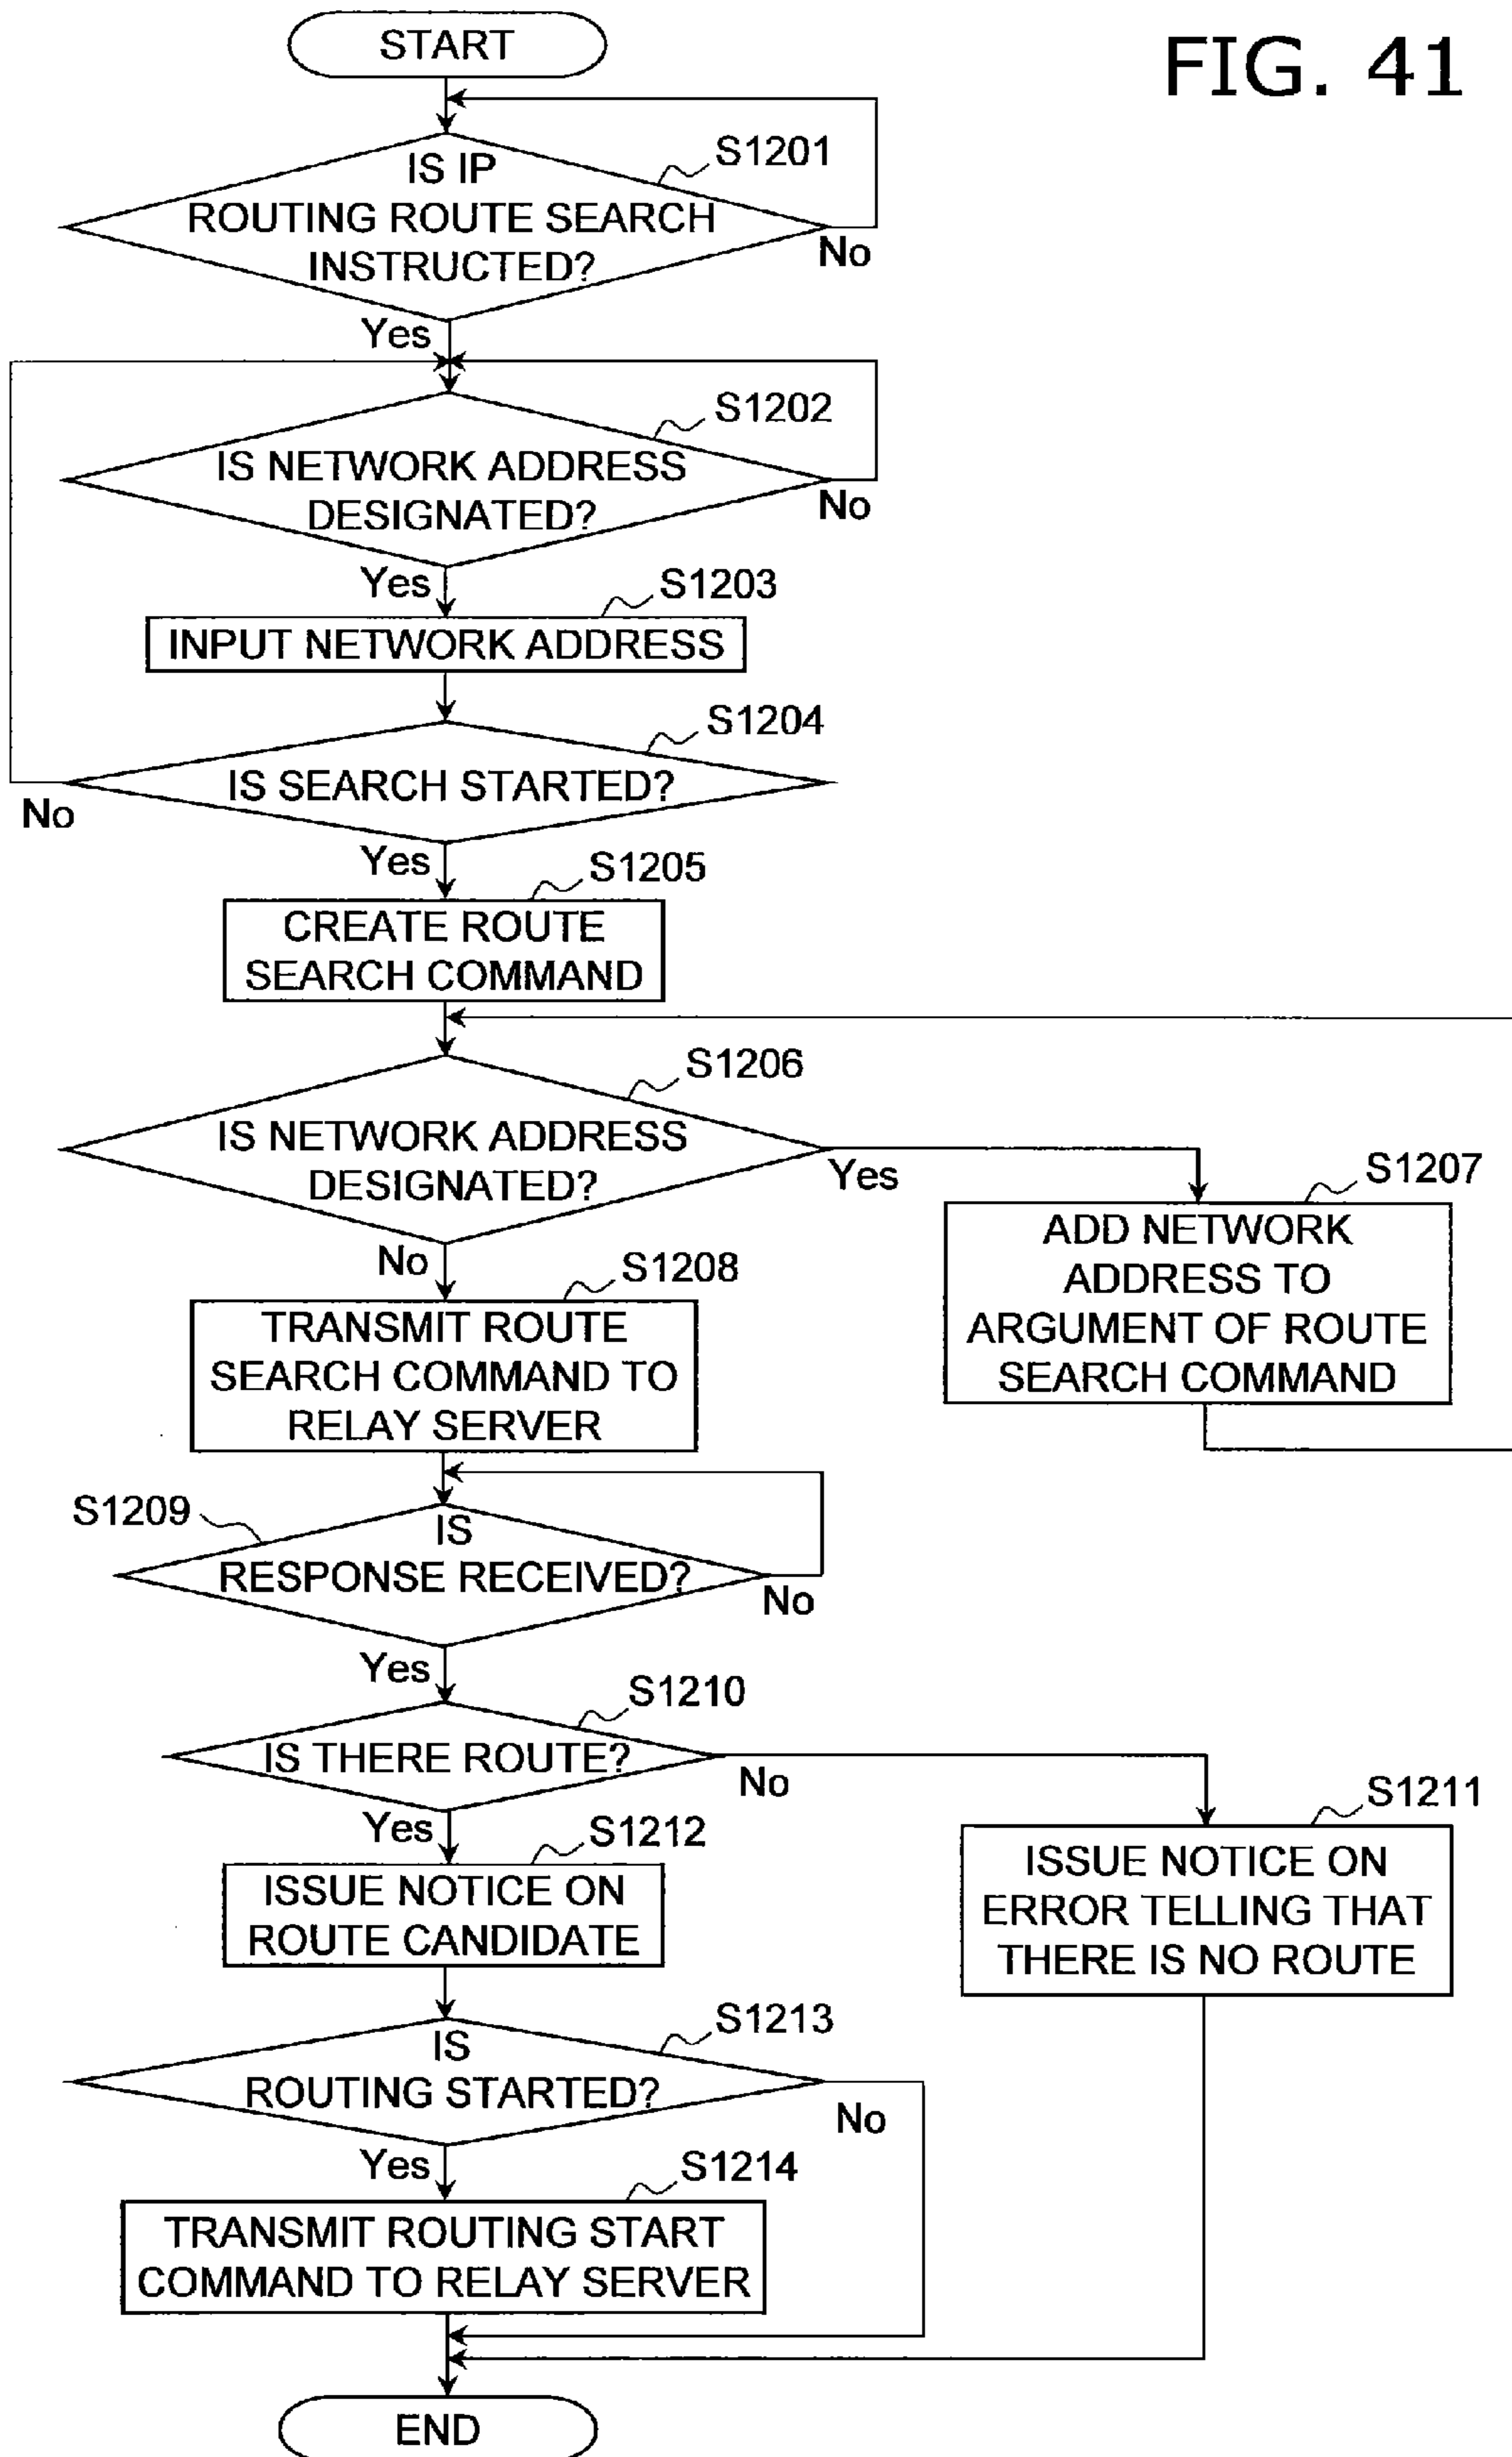 FIG. 41
START
S1201
IS IP
ROUTING ROUTE SEARCH
INSTRUCTED?
No
Yes
S1202
IS NETWORK ADDRESS
DESIGNATED?
No
Yes
S1203
INPUT NETWORK ADDRESS
S1204
IS SEARCH STARTED?
No
Yes
S1205
CREATE ROUTE
SEARCH COMMAND
S1206
IS NETWORK ADDRESS
DESIGNATED?
Yes
S1207
ADD NETWORK
ADDRESS TO
ARGUMENT OF ROUTE
SEARCH COMMAND
No
S1208
TRANSMIT ROUTE
SEARCH COMMAND TO
RELAY SERVER
S1209
IS
RESPONSE RECEIVED?
No
Yes
S1210
IS THERE ROUTE?
No
S1211
ISSUE NOTICE ON
ERROR TELLING THAT
THERE IS NO ROUTE
Yes
S1212
ISSUE NOTICE ON
ROUTE CANDIDATE
S1213
IS
ROUTING STARTED?
No
Yes
S1214
TRANSMIT ROUTING START
COMMAND TO RELAY SERVER
END